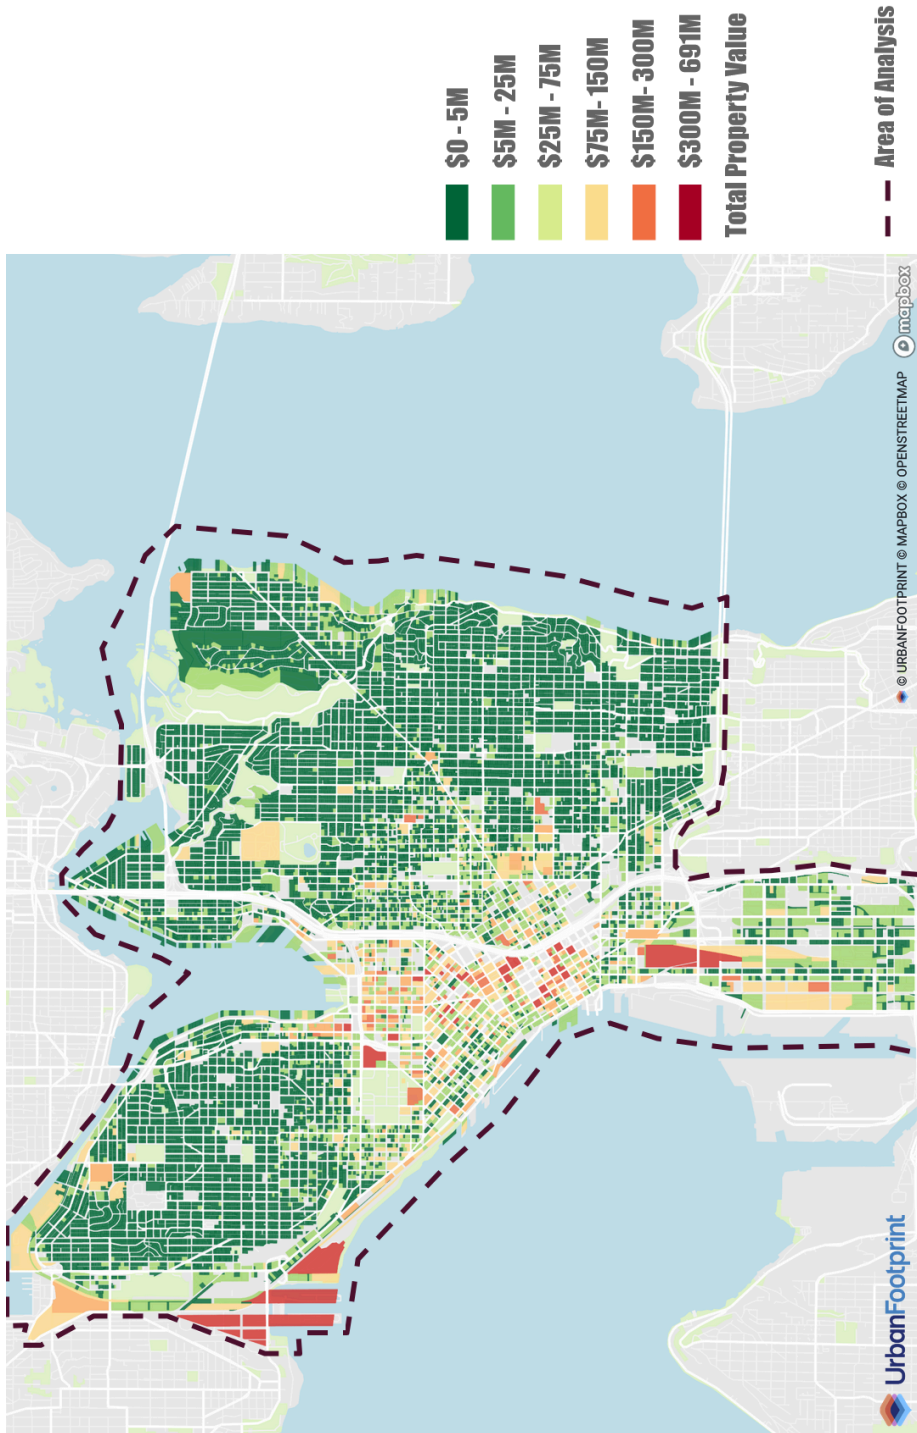 $0 - 5M
$5M - 25M
$25M - 75M
$75M- 150M
$150M- 300M
$300M - 691M
Total Property Value
Area of Analysis
UrbanFootprint
© URBANFOOTPRINT © MAPBOX © OPENSTREETMAP
mapbox